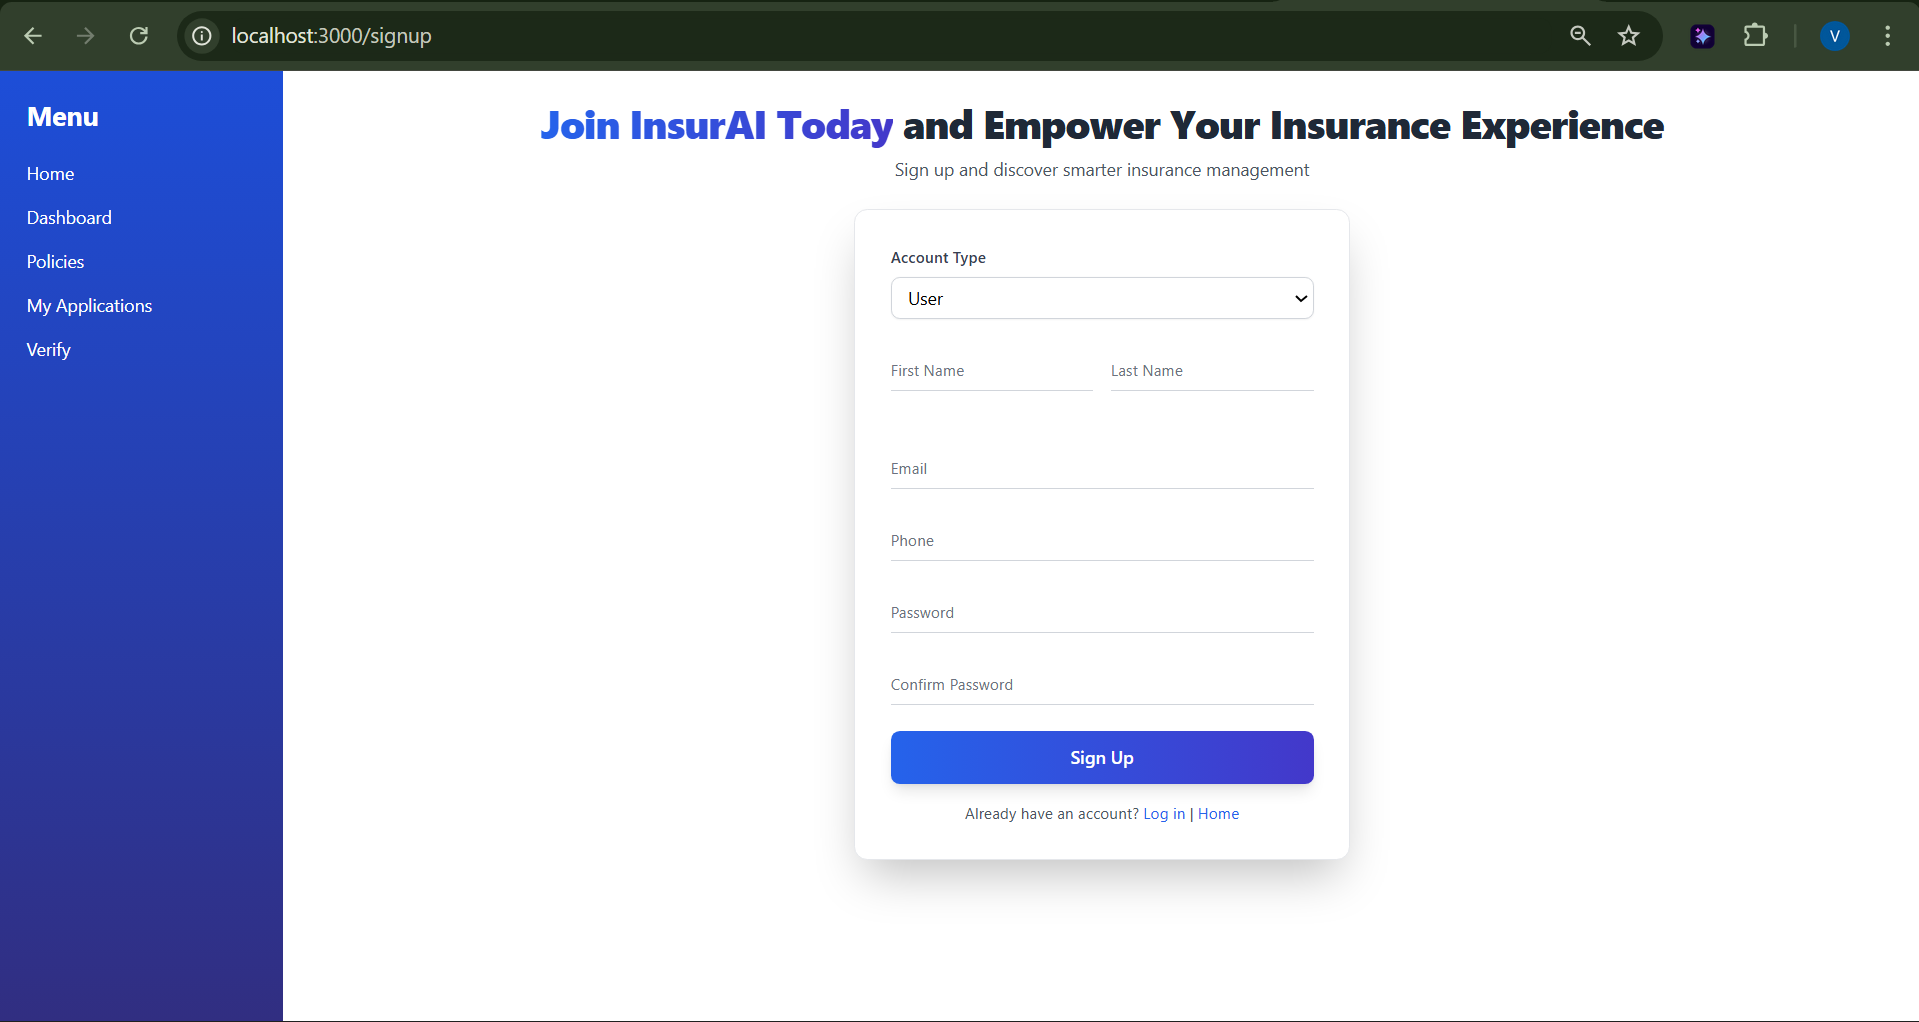 localhost:3000/signup
V
Menu
Home
Dashboard
Policies
My Applications
Verify
Join InsurAI Today and Empower Your Insurance Experience
Sign up and discover smarter insurance management
Account Type
User
First Name Last Name
Email
Phone
Password
Confirm Password
Sign Up
Already have an account? Log in | Home